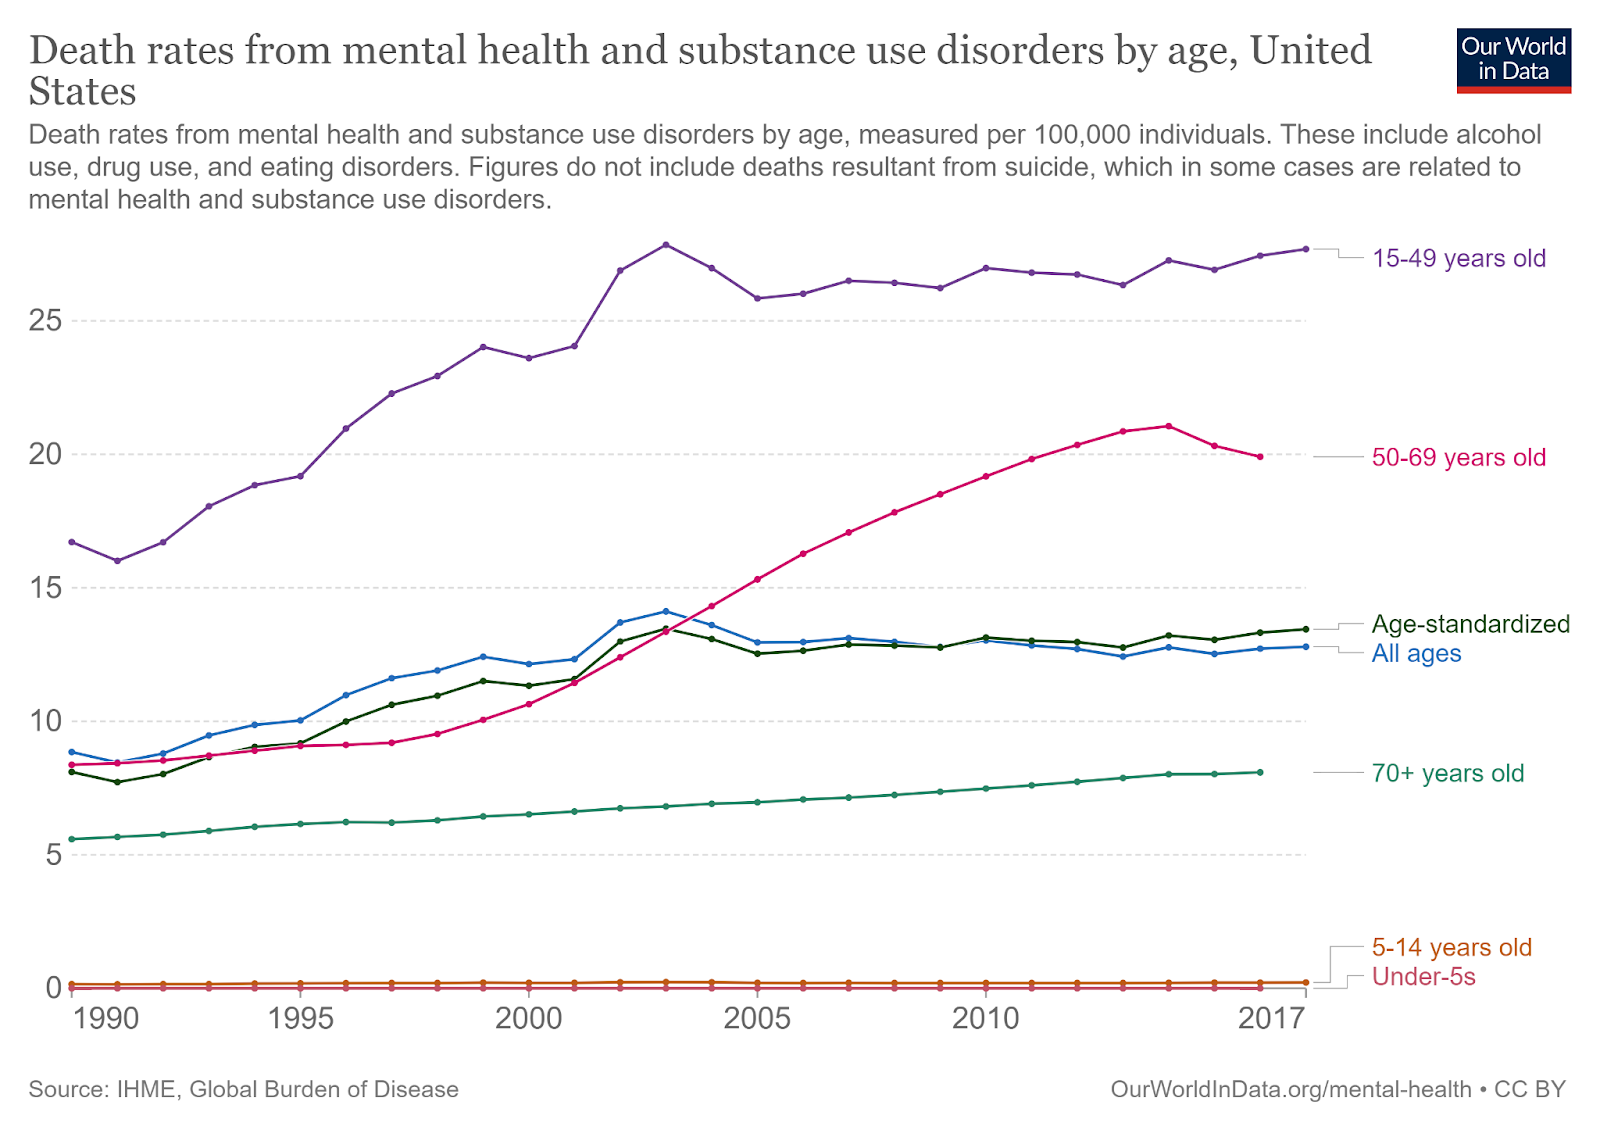 Death rates from mental health and substance use disorders by age, United
States
Our World
in Data
Death rates from mental health and substance use disorders by age, measured per 100,000 individuals. These include alcohol
use, drug use, and eating disorders. Figures do not include deaths resultant from suicide, which in some cases are related to
mental health and substance use disorders.
15-49 years old
25
20
50-69 years old
15
Age-standardized
All ages
10
70+ years old
5
5-14 years old
Under-5s
0
1990 1995 2000 2005 2010 2017
Source: IHME, Global Burden of Disease
OurWorldInData.org/mental-health • CC BY